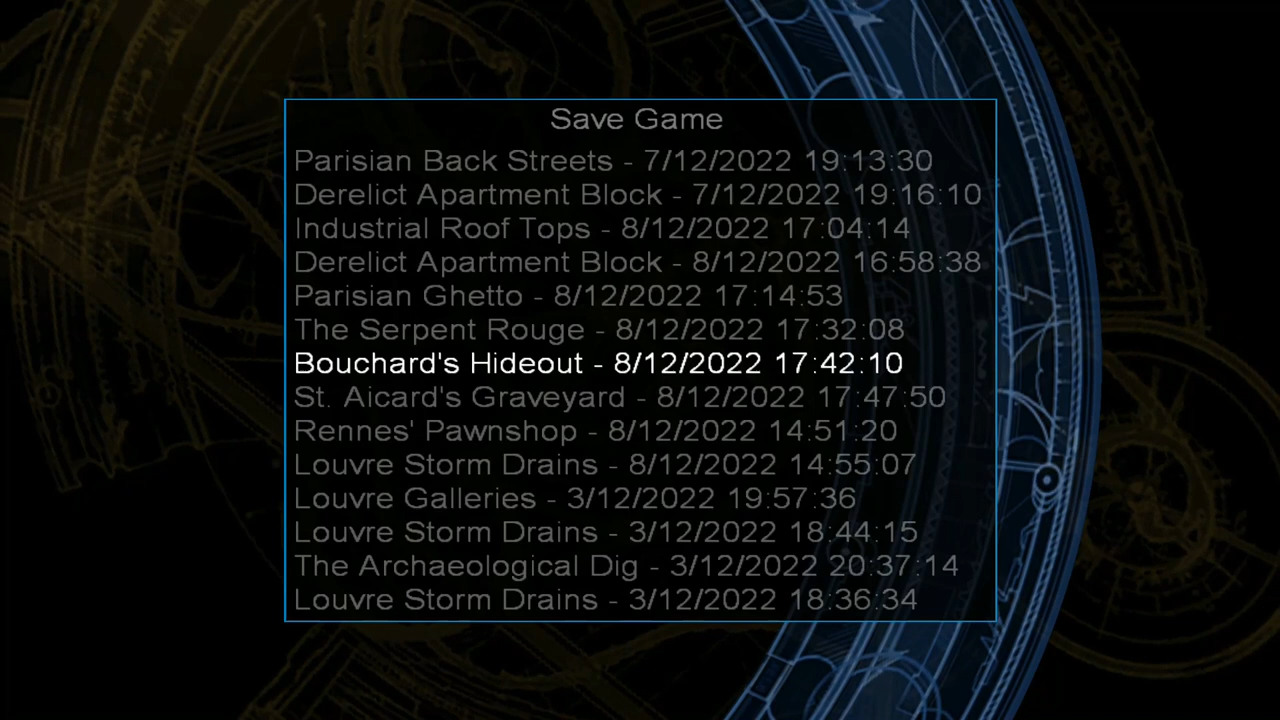 Save Game
Parisian Back Streets - 7/12/2022 19:13:30
Derelict Apartment Block - 7/12/2022 19:16:10
Industrial Roof Tops - 8/12/2022 17:04:14
Derelict Apartment Block - 8/12/2022 16:58:38
Parisian Ghetto - 8/12/2022 17:14:53
The Serpent Rouge - 8/12/2022 17:32:08
Bouchard's Hideout - 8/12/2022 17:42:10
St. Aicard's Graveyard - 8/12/2022 17:47:50
Rennes' Pawnshop - 8/12/2022 14:51:20
Louvre Storm Drains - 8/12/2022 14:55:07
Louvre Galleries - 3/12/2022 19:57:36
Louvre Storm Drains - 3/12/2022 18:44:15
The Archaeological Dig - 3/12/2022 20:37:14
Louvre Storm Drains - 3/12/2022 18:36:34